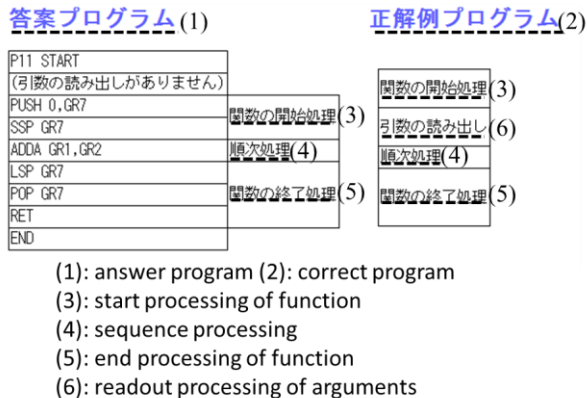 答案プログラム(1)
P11 START
(引数の読み出しがありません)
PUSH 0,GR7
SSP GR7
ADDA GR1,GR2
LSP GR7
POP GR7
RET
END
関数の開始処理(3)
順次処理(4)
関数の終了処理(5)
正解例プログラム(2)
関数の開始処理(3)
引数の読み出し(6)
順次処理(4)
関数の終了処理(5)
(1): answer program (2): correct program
(3): start processing of function
(4): sequence processing
(5): end processing of function
(6): readout processing of arguments